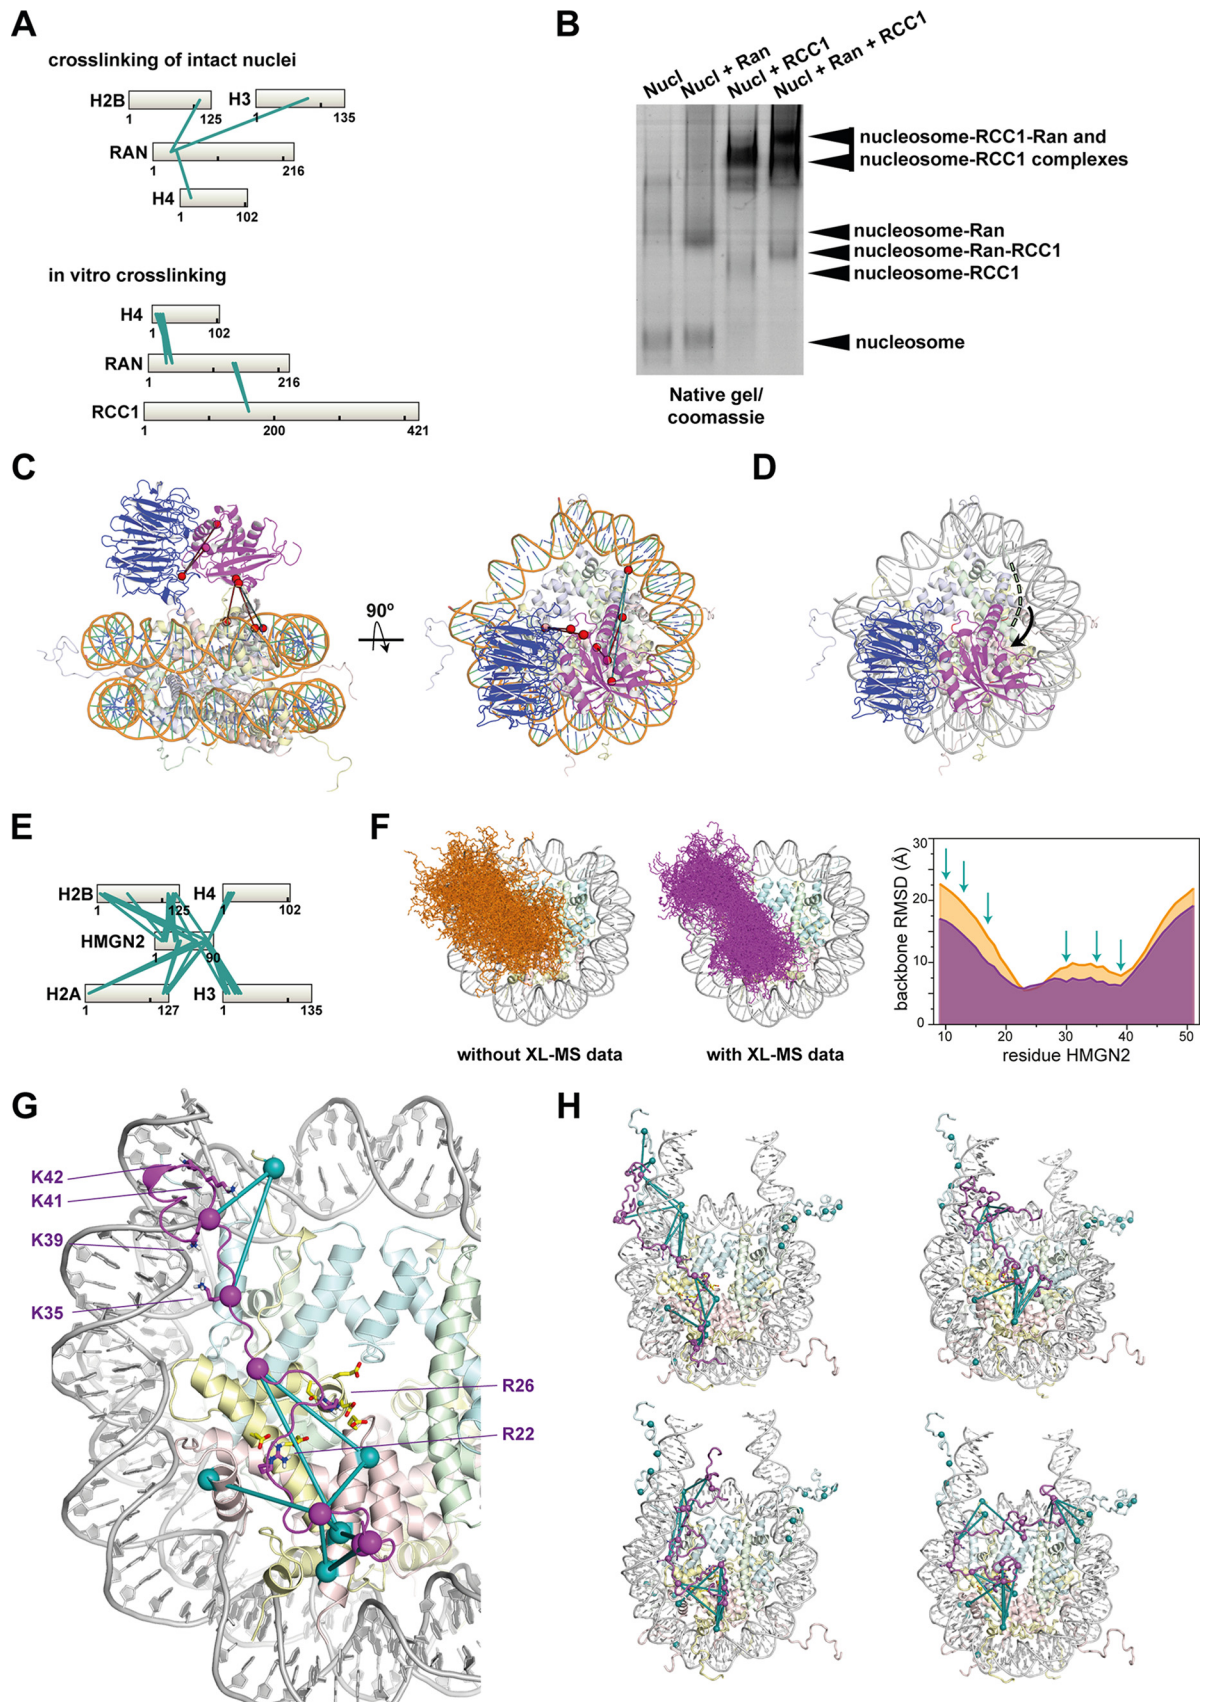 A
crosslinking of intact nuclei
H2B
H3
1
125
1
135
RAN
1
216
H4
1
102
in vitro crosslinking
H4
1
102
RAN
1
216
RCC1
1
200
421
B
Nucl
Nucl + Ran
Nucl + RCC1
Nucl + Ran + RCC1
nucleosome-RCC1-Ran and
nucleosome-RCC1 complexes
nucleosome-Ran
nucleosome-Ran-RCC1
nucleosome-RCC1
nucleosome
Native gel/
coomassie
C
90º
D
E
H2B
H4
1
125
1
102
HMGN2
1
90
H2A
H3
1
127
1
135
F
without XL-MS data
with XL-MS data
backbone RMSD (Å)
30
20
10
0
10
20
30
40
50
residue HMGN2
G
K42
K41
K39
K35
R26
R22
H